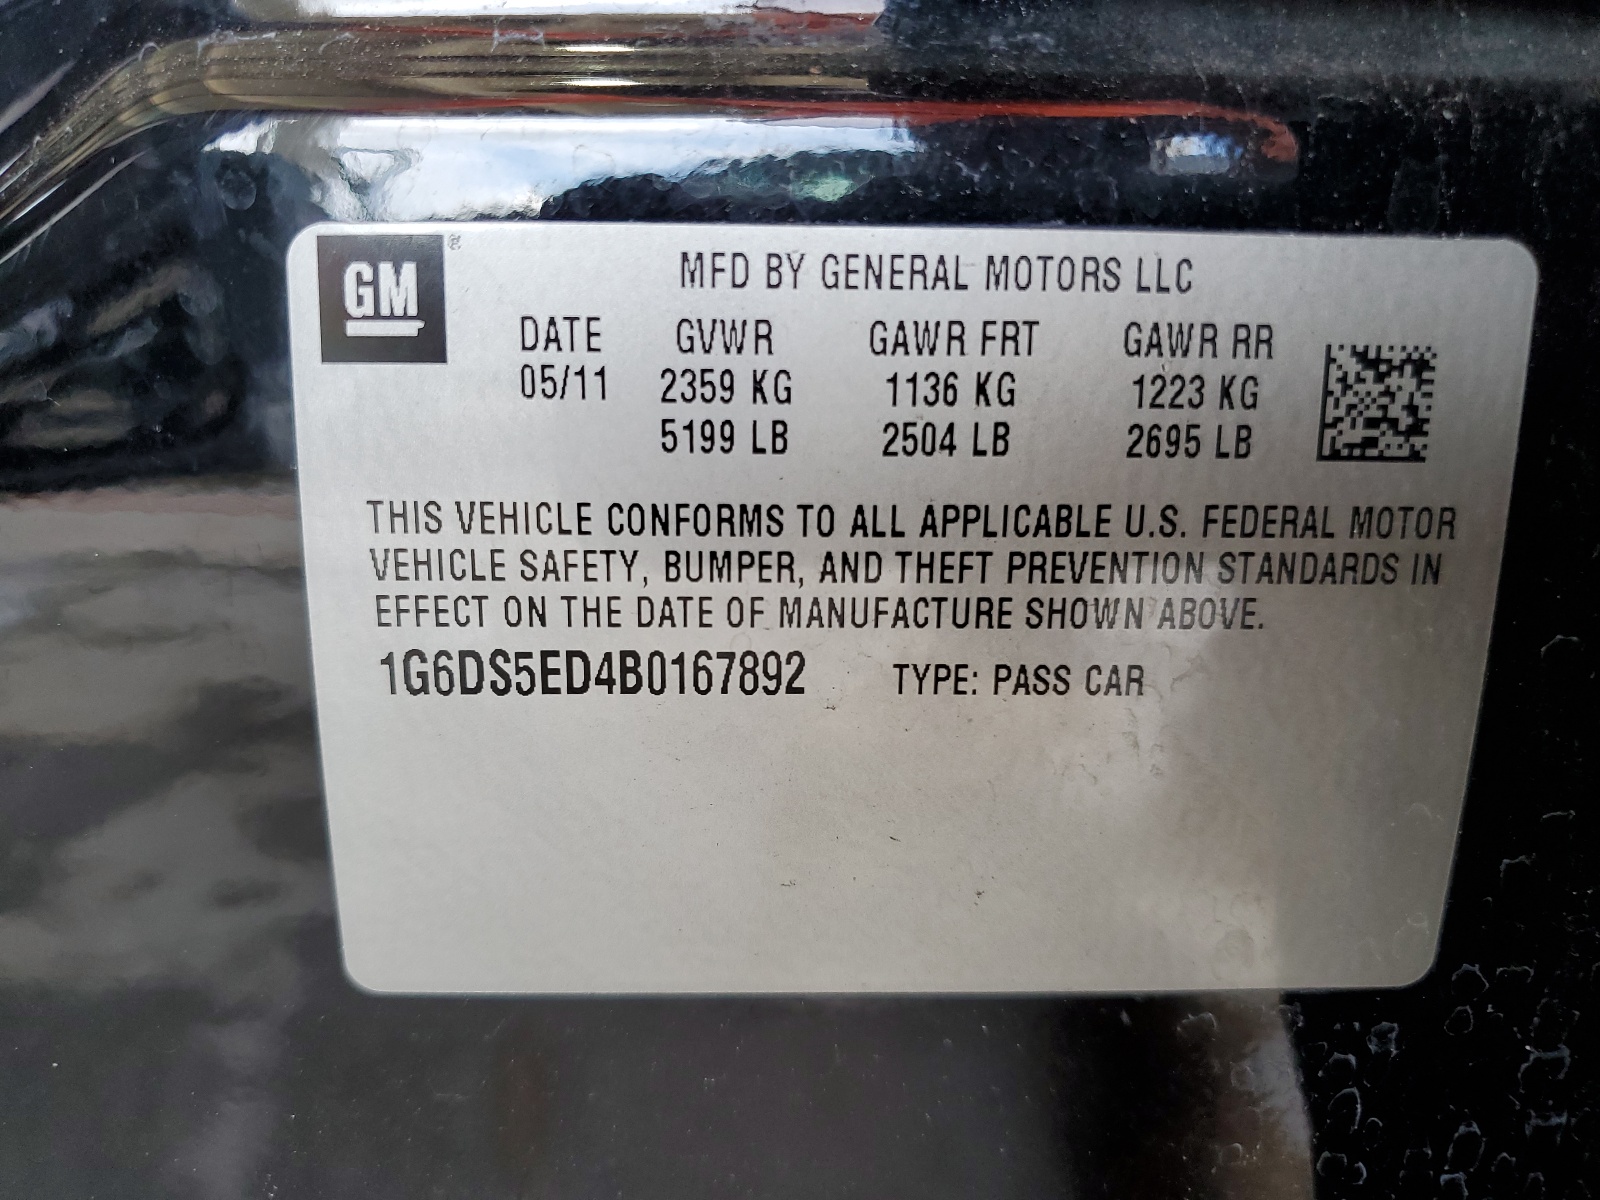 GM ®
MFD BY GENERAL MOTORS LLC
DATE GVWR GAWR FRT GAWR RR
05/11 2359 KG 1136 KG 1223 KG
5199 LB 2504 LB 2695 LB
THIS VEHICLE CONFORMS TO ALL APPLICABLE U.S. FEDERAL MOTOR
VEHICLE SAFETY, BUMPER, AND THEFT PREVENTION STANDARDS IN
EFFECT ON THE DATE OF MANUFACTURE SHOWN ABOVE.
1G6DS5ED4B0167892 TYPE: PASS CAR